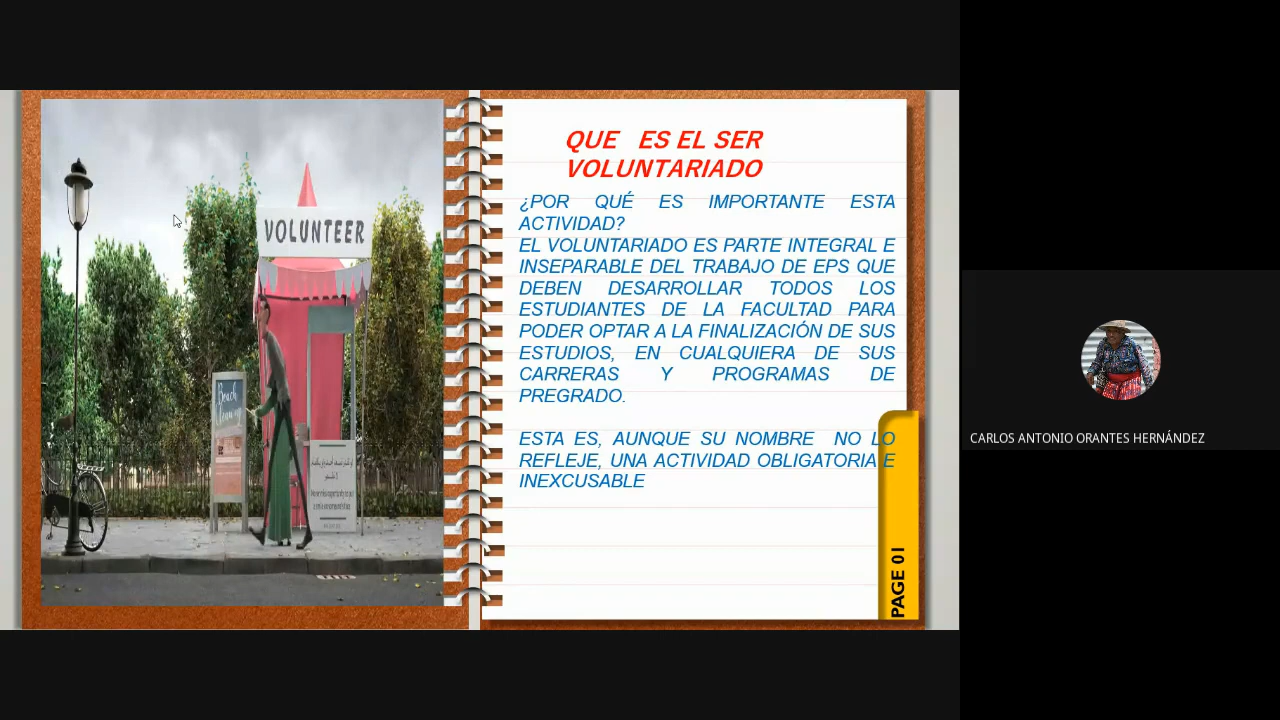 VOLUNTEER
Beach
Clean up
QUE ES EL SER
VOLUNTARIADO
¿POR QUÉ ES IMPORTANTE ESTA
ACTIVIDAD?
EL VOLUNTARIADO ES PARTE INTEGRAL E
INSEPARABLE DEL TRABAJO DE EPS QUE
DEBEN DESARROLLAR TODOS LOS
ESTUDIANTES DE LA FACULTAD PARA
PODER OPTAR A LA FINALIZACIÓN DE SUS
ESTUDIOS, EN CUALQUIERA DE SUS
CARRERAS Y PROGRAMAS DE
PREGRADO.
ESTA ES, AUNQUE SU NOMBRE NO LO
REFLEJE, UNA ACTIVIDAD OBLIGATORIA E
INEXCUSABLE
PAGE 01
CARLOS ANTONIO ORANTES HERNÁNDEZ